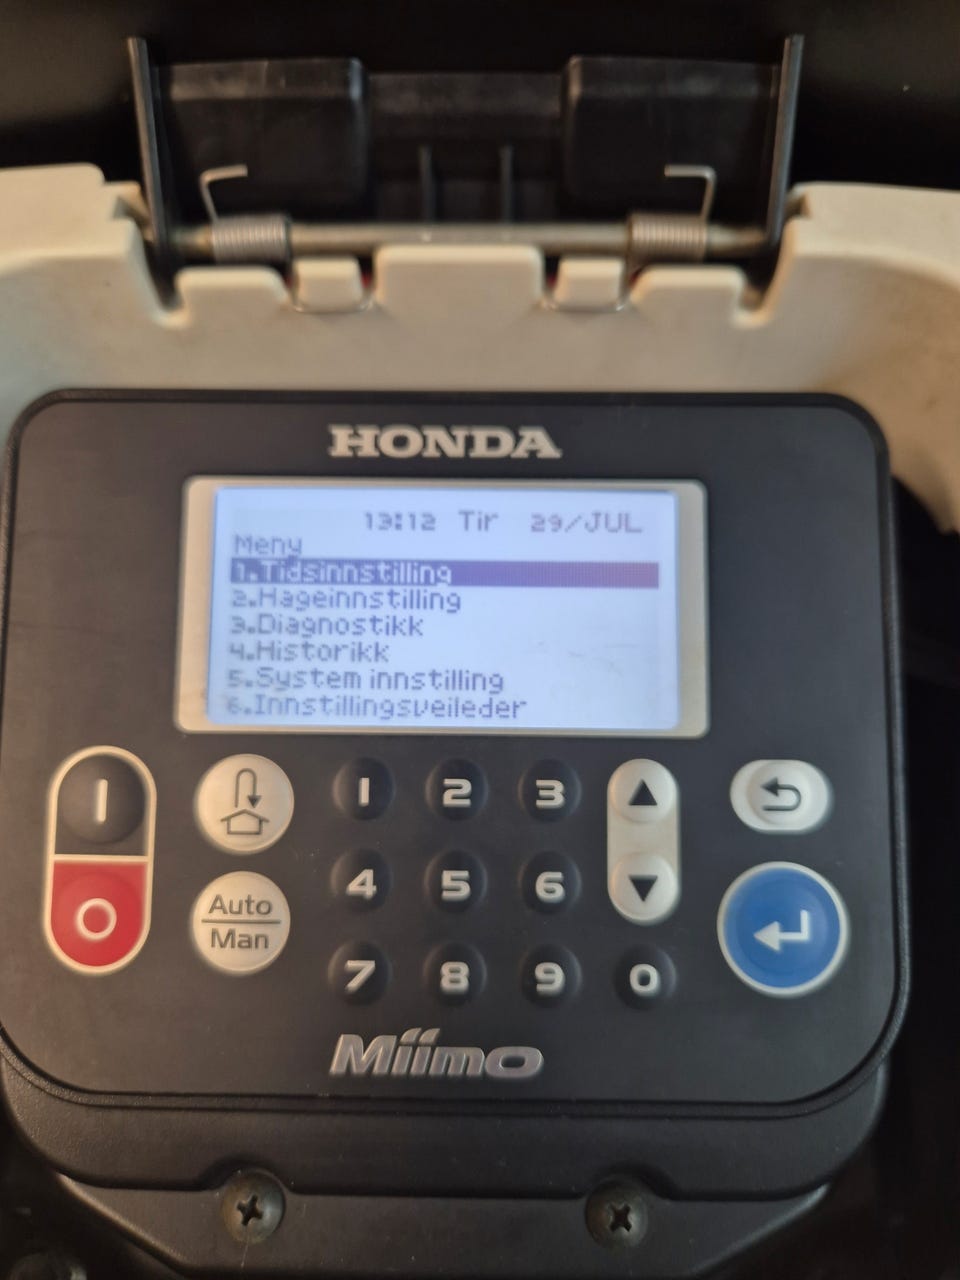 HONDA
13:12 Tir 29/JUL
Meny
1.Tidsinnstilling
2.Hageinnstilling
3.Diagnostikk
4.Historikk
5.System innstilling
6.Innstillingsveileder
I
O
Auto
Man
1 2 3
4 5 6
7 8 9 0
Miimo